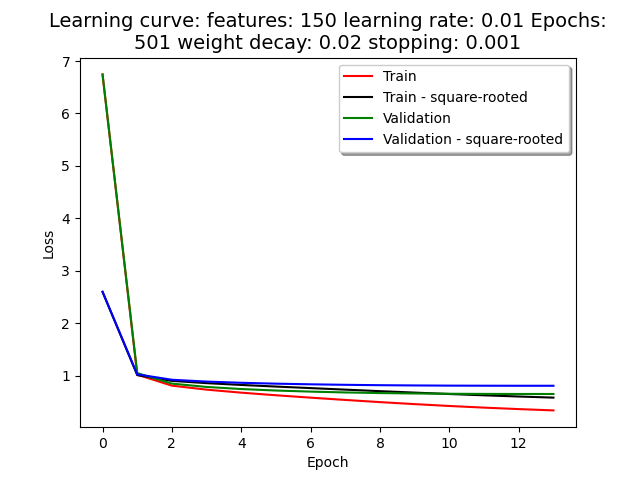 Learning curve: features: 150 learning rate: 0.01 Epochs:
501 weight decay: 0.02 stopping: 0.001
Train
Train - square-rooted
Validation
Validation - square-rooted
7
6
5
4
3
2
1
Loss
0
2
4
6
8
10
12
Epoch